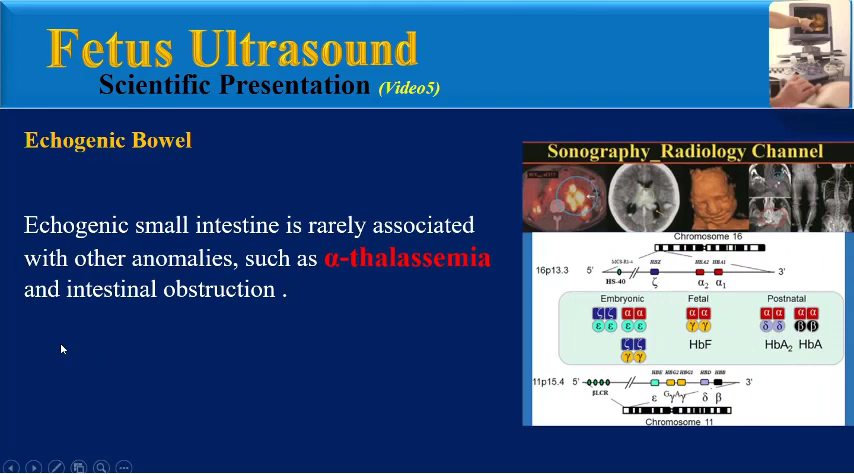 Fetus Ultrasound
Scientific Presentation (Video5)
Echogenic Bowel
Echogenic small intestine is rarely associated
with other anomalies, such as α-thalassemia
and intestinal obstruction .
Sonography_Radiology Channel
Chromosome 16
HBZ HBA2 HBA1
16p13.3 5' 3'
HS-40 ζ α2 α1
Embryonic Fetal Postnatal
ζ ζ α α α α α α α α
ε ε ε ε γ γ δ δ β β
ζ ζ HbF HbA2 HbA
γ γ
HBE HBG2 HBG1 HBD HBB
11p15.4 5' 3'
βLCR ε Gγ Aγ δ β
Chromosome 11